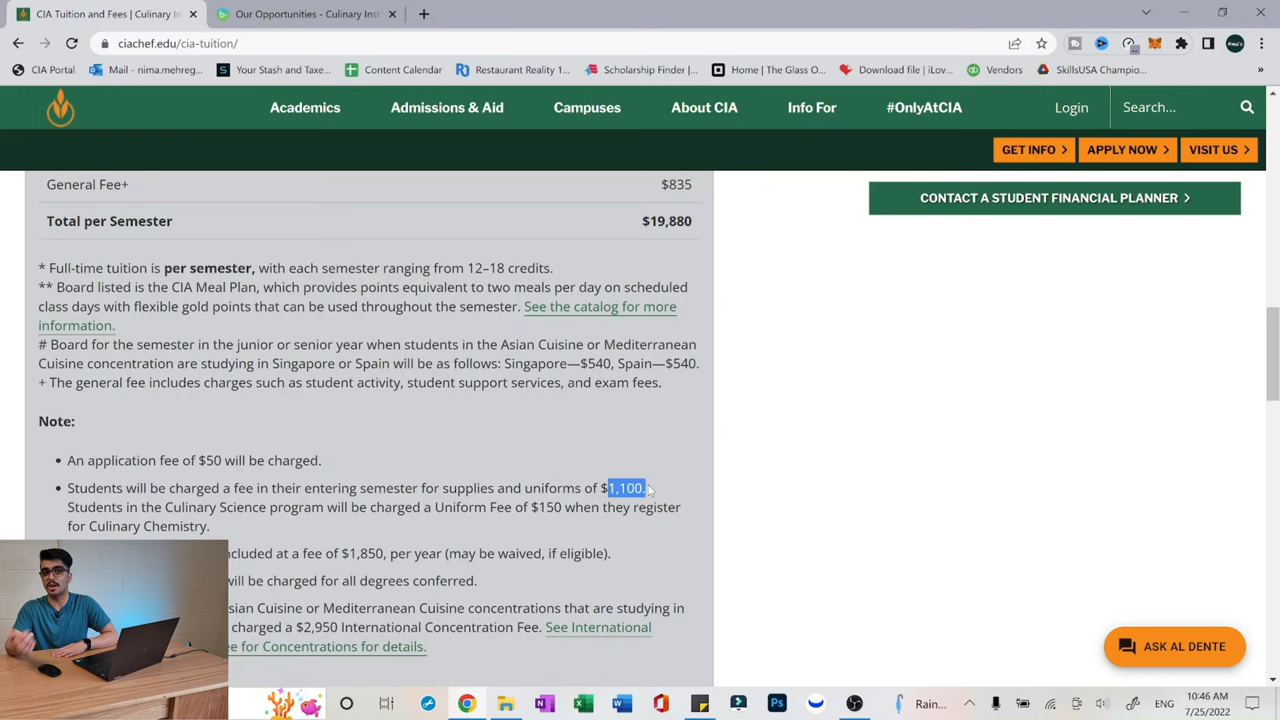 CIA Tuition and Fees | Culinary In
Our Opportunities - Culinary Inst
ciachef.edu/cia-tuition/
CIA Portal
Mail - nima.mehreg...
Your Stash and Taxe...
Content Calendar
Restaurant Reality 1...
Scholarship Finder |...
Home | The Glass O...
Download file | iLov...
Vendors
SkillsUSA Champio...
Academics
Admissions & Aid
Campuses
About CIA
Info For
#OnlyAtCIA
Login
Search...
GET INFO >
APPLY NOW >
VISIT US >
General Fee+ $835
CONTACT A STUDENT FINANCIAL PLANNER >
Total per Semester $19,880
* Full-time tuition is per semester, with each semester ranging from 12–18 credits.
** Board listed is the CIA Meal Plan, which provides points equivalent to two meals per day on scheduled
class days with flexible gold points that can be used throughout the semester. See the catalog for more
information.
# Board for the semester in the junior or senior year when students in the Asian Cuisine or Mediterranean
Cuisine concentration are studying in Singapore or Spain will be as follows: Singapore—$540, Spain—$540.
+ The general fee includes charges such as student activity, student support services, and exam fees.
Note:
• An application fee of $50 will be charged.
• Students will be charged a fee in their entering semester for supplies and uniforms of $1,100.
Students in the Culinary Science program will be charged a Uniform Fee of $150 when they register
for Culinary Chemistry.
included at a fee of $1,850, per year (may be waived, if eligible).
will be charged for all degrees conferred.
sian Cuisine or Mediterranean Cuisine concentrations that are studying in
charged a $2,950 International Concentration Fee. See International
ee for Concentrations for details.
ASK AL DENTE
Rain...
ENG
10:46 AM
7/25/2022